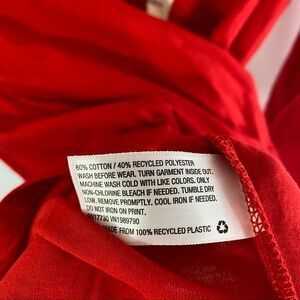 60% COTTON / 40% RECYCLED POLYESTER
WASH BEFORE WEAR. TURN GARMENT INSIDE OUT.
MACHINE WASH COLD WITH LIKE COLORS. ONLY
NON-CHLORINE BLEACH IF NEEDED. TUMBLE DRY
LOW. REMOVE PROMPTLY. COOL IRON IF NEEDED.
DO NOT IRON ON PRINT.
VN1989790
MADE FROM 100% RECYCLED PLASTIC